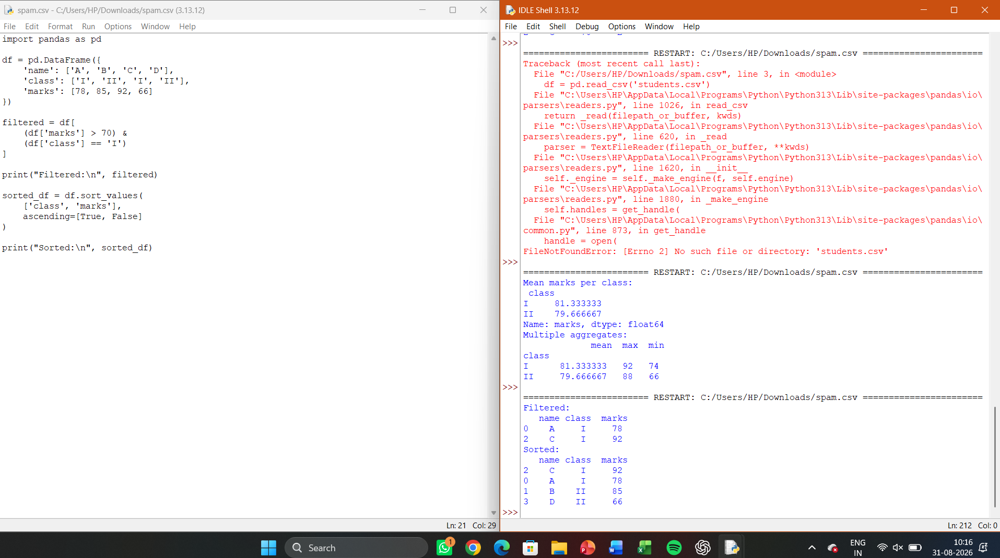 spam.csv - C:/Users/HP/Downloads/spam.csv (3.13.12)
File Edit Format Run Options Window Help
import pandas as pd
df = pd.DataFrame({
    'name': ['A', 'B', 'C', 'D'],
    'class': ['I', 'II', 'I', 'II'],
    'marks': [78, 85, 92, 66]
})
filtered = df[
    (df['marks'] > 70) &
    (df['class'] == 'I')
]
print("Filtered:\n", filtered)
sorted_df = df.sort_values(
    ['class', 'marks'],
    ascending=[True, False]
)
print("Sorted:\n", sorted_df)
Ln: 21 Col: 29
IDLE Shell 3.13.12
File Edit Shell Debug Options Window Help
>>>
======================== RESTART: C:/Users/HP/Downloads/spam.csv =======================
Traceback (most recent call last):
  File "C:/Users/HP/Downloads/spam.csv", line 3, in <module>
    df = pd.read_csv('students.csv')
  File "C:\Users\HP\AppData\Local\Programs\Python\Python313\Lib\site-packages\pandas\io\
parsers\readers.py", line 1026, in read_csv
    return _read(filepath_or_buffer, kwds)
  File "C:\Users\HP\AppData\Local\Programs\Python\Python313\Lib\site-packages\pandas\io\
parsers\readers.py", line 620, in _read
    parser = TextFileReader(filepath_or_buffer, **kwds)
  File "C:\Users\HP\AppData\Local\Programs\Python\Python313\Lib\site-packages\pandas\io\
parsers\readers.py", line 1620, in __init__
    self._engine = self._make_engine(f, self.engine)
  File "C:\Users\HP\AppData\Local\Programs\Python\Python313\Lib\site-packages\pandas\io\
parsers\readers.py", line 1880, in _make_engine
    self.handles = get_handle(
  File "C:\Users\HP\AppData\Local\Programs\Python\Python313\Lib\site-packages\pandas\io\
common.py", line 873, in get_handle
    handle = open(
FileNotFoundError: [Errno 2] No such file or directory: 'students.csv'
>>>
======================== RESTART: C:/Users/HP/Downloads/spam.csv =======================
Mean marks per class:
 class
I     81.333333
II    79.666667
Name: marks, dtype: float64
Multiple aggregates:
             mean  max  min
class
I      81.333333   92   74
II     79.666667   88   66
>>>
======================== RESTART: C:/Users/HP/Downloads/spam.csv =======================
Filtered:
   name class  marks
0    A     I     78
2    C     I     92
Sorted:
   name class  marks
2    C     I     92
0    A     I     78
1    B    II     85
3    D    II     66
>>>
Ln: 212 Col: 0
Search
1
ENG
IN
10:16
31-08-2026